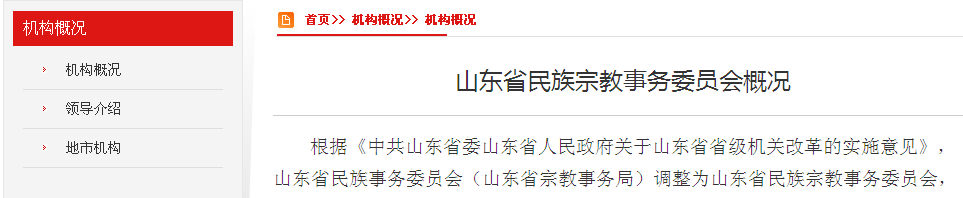 机构概况
机构概况
领导介绍
地市机构
首页>> 机构概况>> 机构概况
山东省民族宗教事务委员会概况
根据《中共山东省委山东省人民政府关于山东省省级机关改革的实施意见》，
山东省民族事务委员会（山东省宗教事务局）调整为山东省民族宗教事务委员会，